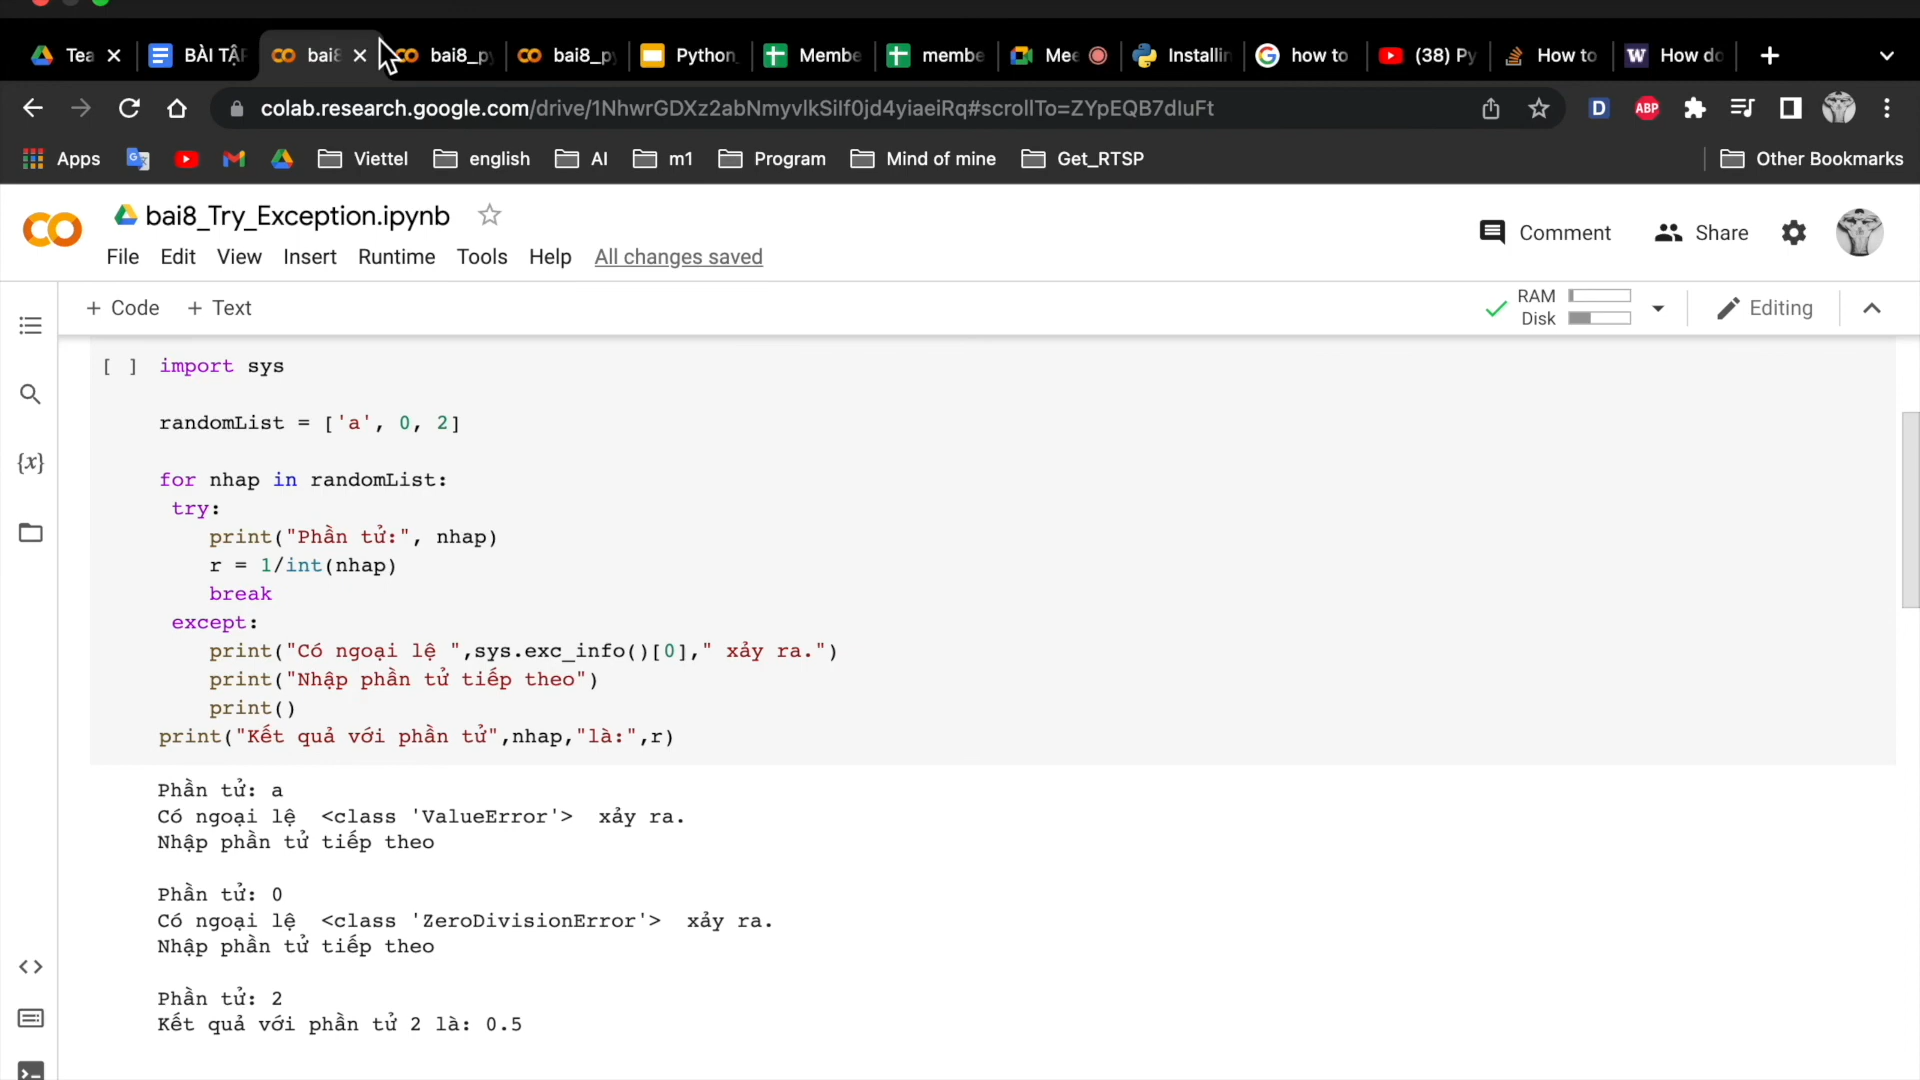 Tea
BÀI TẬP
bai8
bai8_py
bai8_py
Python
Membe
membe
Mee
Installin
how to
(38) Py
How to
How do
colab.research.google.com/drive/1NhwrGDXz2abNmyvlkSiIf0jd4yiaeiRq#scrollTo=ZYpEQB7dIuFt
D
ABP
Apps
Viettel
english
AI
m1
Program
Mind of mine
Get_RTSP
Other Bookmarks
bai8_Try_Exception.ipynb
Comment
Share
File Edit View Insert Runtime Tools Help All changes saved
+ Code + Text
RAM
Disk
Editing
[ ] import sys
randomList = ['a', 0, 2]
for nhap in randomList:
try:
print("Phần tử:", nhap)
r = 1/int(nhap)
break
except:
print("Có ngoại lệ ",sys.exc_info()[0]," xảy ra.")
print("Nhập phần tử tiếp theo")
print()
print("Kết quả với phần tử",nhap,"là:",r)
Phần tử: a
Có ngoại lệ  <class 'ValueError'>  xảy ra.
Nhập phần tử tiếp theo
Phần tử: 0
Có ngoại lệ  <class 'ZeroDivisionError'>  xảy ra.
Nhập phần tử tiếp theo
Phần tử: 2
Kết quả với phần tử 2 là: 0.5